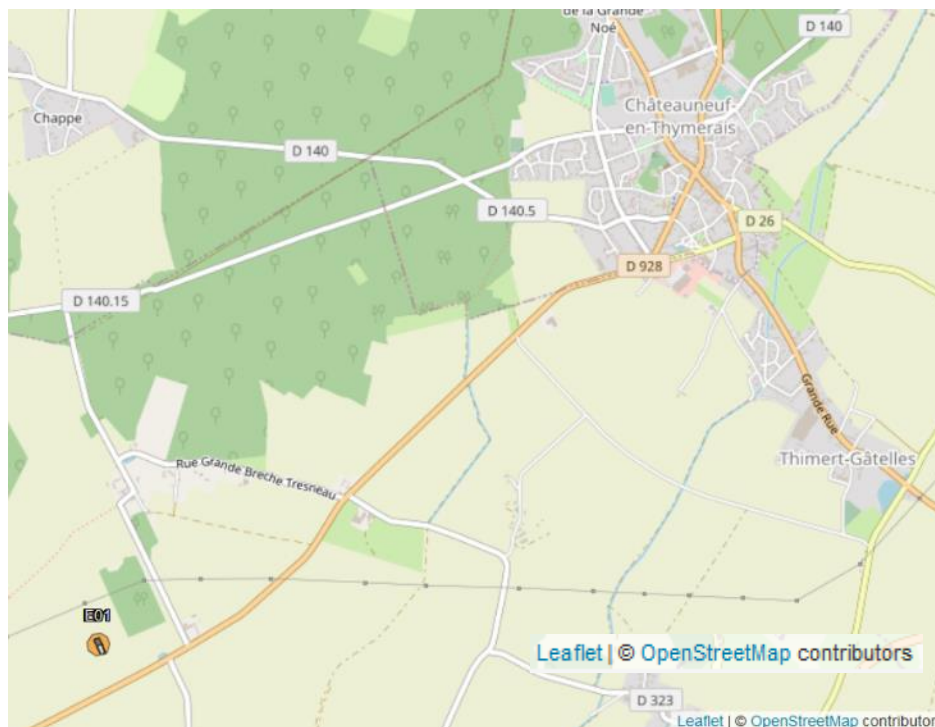 de la Grande
Noé
D 140
Châteauneuf-
en-Thymerais
Chappe
D 140
D 140.5
D 26
D 928
D 140.15
Grande Rue
Thimert-Gâtelles
Rue Grande Breche Tresneau
E01
Leaflet | © OpenStreetMap contributors
D 323
Leaflet | © OpenStreetMap contributor